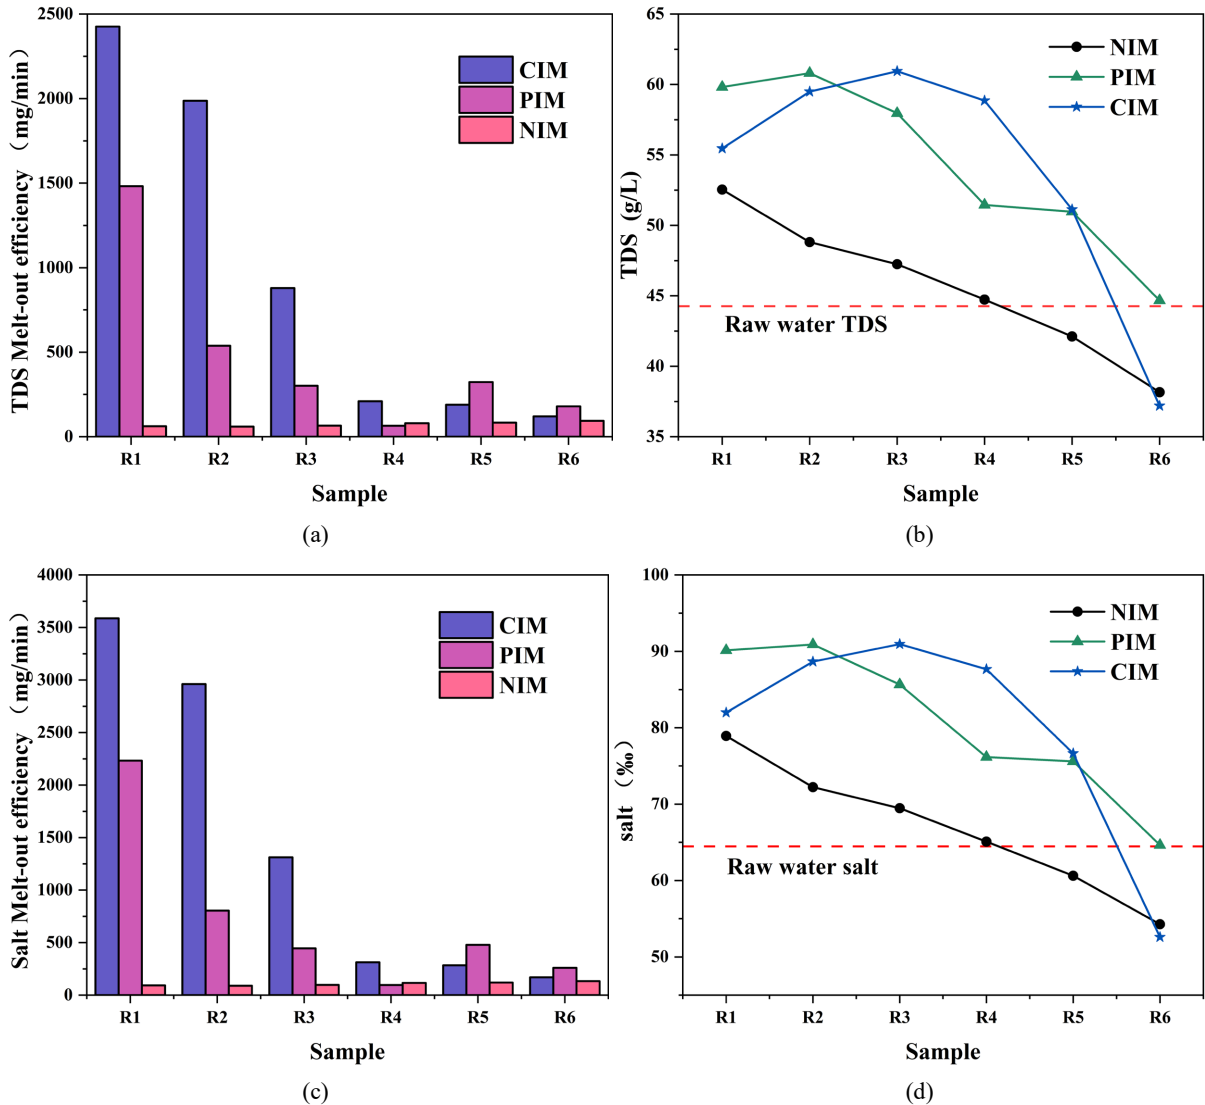 2500
2000
1500
1000
500
0
TDS Melt-out efficiency（mg/min）
CIM
PIM
NIM
R1 R2 R3 R4 R5 R6
Sample
(a)
65
60
55
50
45
40
35
TDS (g/L)
NIM
PIM
CIM
Raw water TDS
R1 R2 R3 R4 R5 R6
Sample
(b)
4000
3500
3000
2500
2000
1500
1000
500
0
Salt Melt-out efficiency（mg/min）
CIM
PIM
NIM
R1 R2 R3 R4 R5 R6
Sample
(c)
100
90
80
70
60
50
salt（‰）
NIM
PIM
CIM
Raw water salt
R1 R2 R3 R4 R5 R6
Sample
(d)